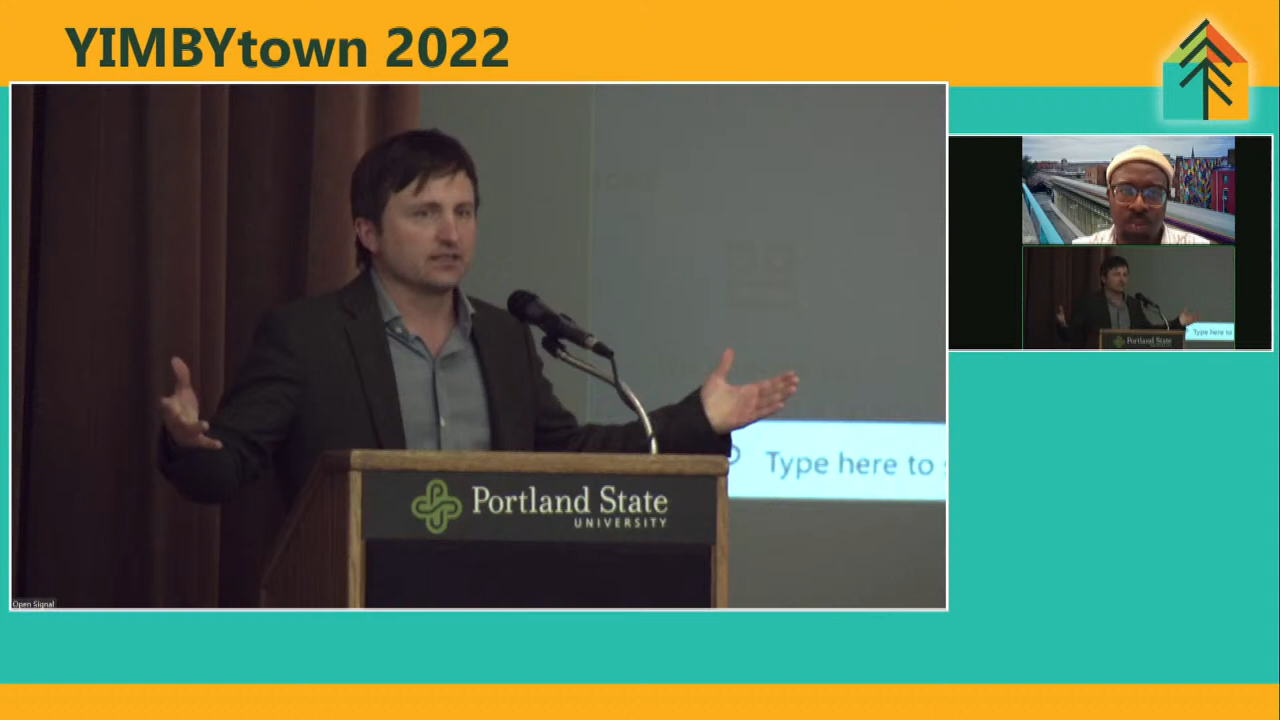 YIMBYtown 2022
Type here to
Portland State
UNIVERSITY
Open Signal
Type here to
Portland State